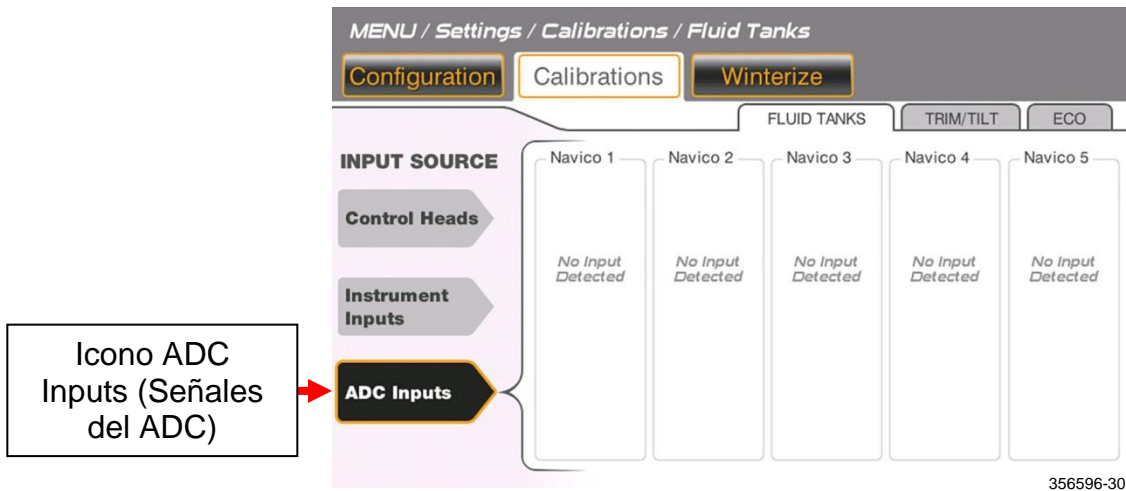 MENU / Settings / Calibrations / Fluid Tanks
Configuration
Calibrations
Winterize
FLUID TANKS
TRIM/TILT
ECO
INPUT SOURCE
Control Heads
Instrument
Inputs
ADC Inputs
Navico 1
Navico 2
Navico 3
Navico 4
Navico 5
No Input
Detected
No Input
Detected
No Input
Detected
No Input
Detected
No Input
Detected
Icono ADC
Inputs (Señales
del ADC)
356596-30